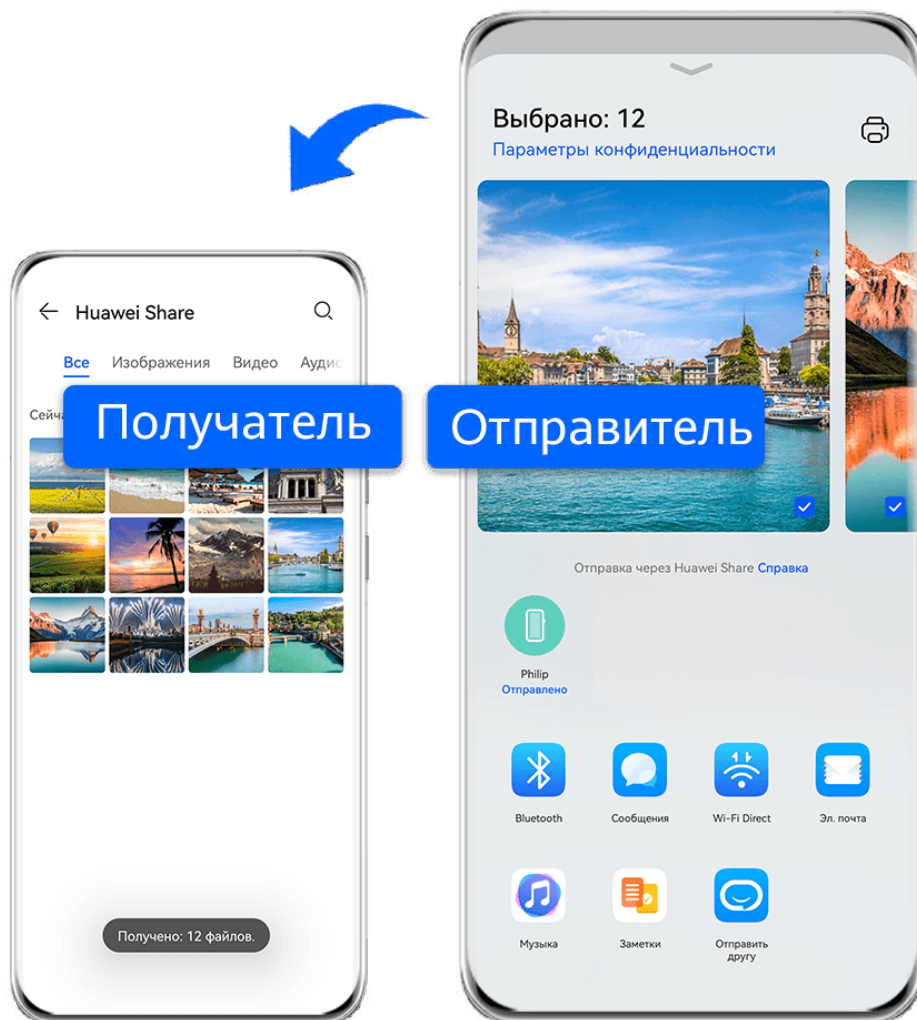 Huawei Share
Все Изображения Видео
Получатель
Получено: 12 файлов.
Выбрано: 12
Параметры конфиденциальности
Отправитель
Отправка через Huawei Share Справка
Philip
Отправлено
Bluetooth Сообщения Wi-Fi Direct Эл. почта
Музыка Заметки Отправить
другу